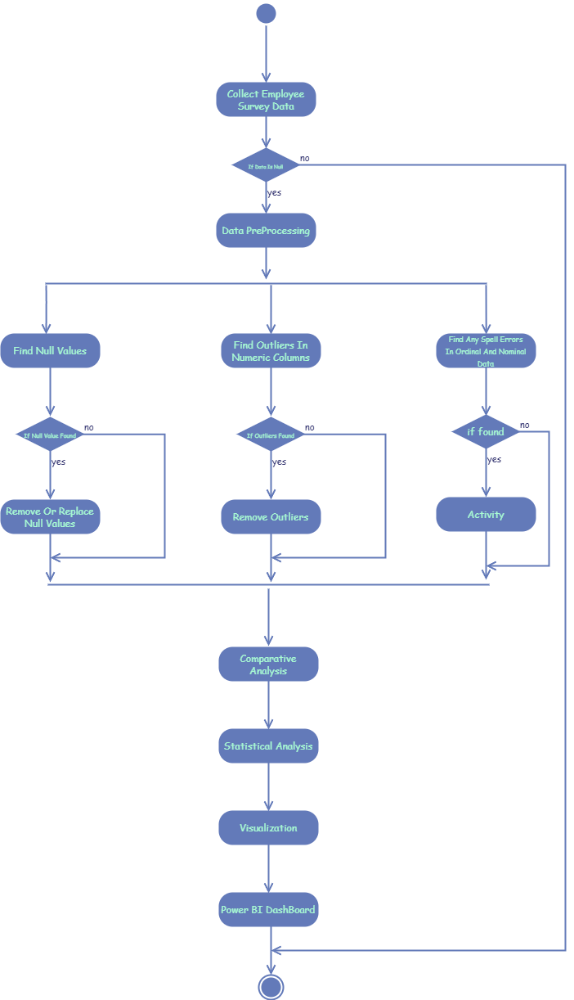 Collect Employee
Survey Data
If Data Is Null
no
yes
Data PreProcessing
Find Null Values
Find Outliers In
Numeric Columns
Find Any Spell Errors
In Ordinal And Nominal
Data
If Null Value Found
no
yes
If Outliers Found
no
yes
if found
no
yes
Remove Or Replace
Null Values
Remove Outliers
Activity
Comparative
Analysis
Statistical Analysis
Visualization
Power BI DashBoard